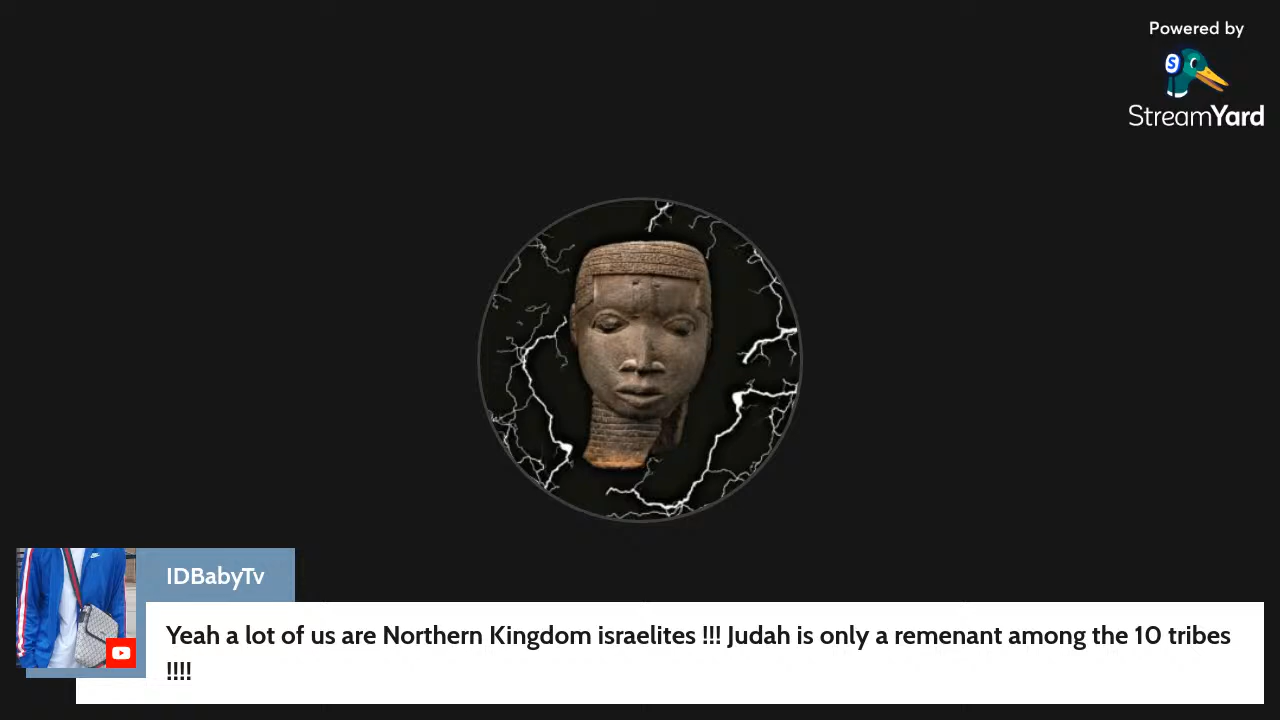 Powered by
S
StreamYard
IDBabyTv
Yeah a lot of us are Northern Kingdom israelites !!! Judah is only a remenant among the 10 tribes
!!!!